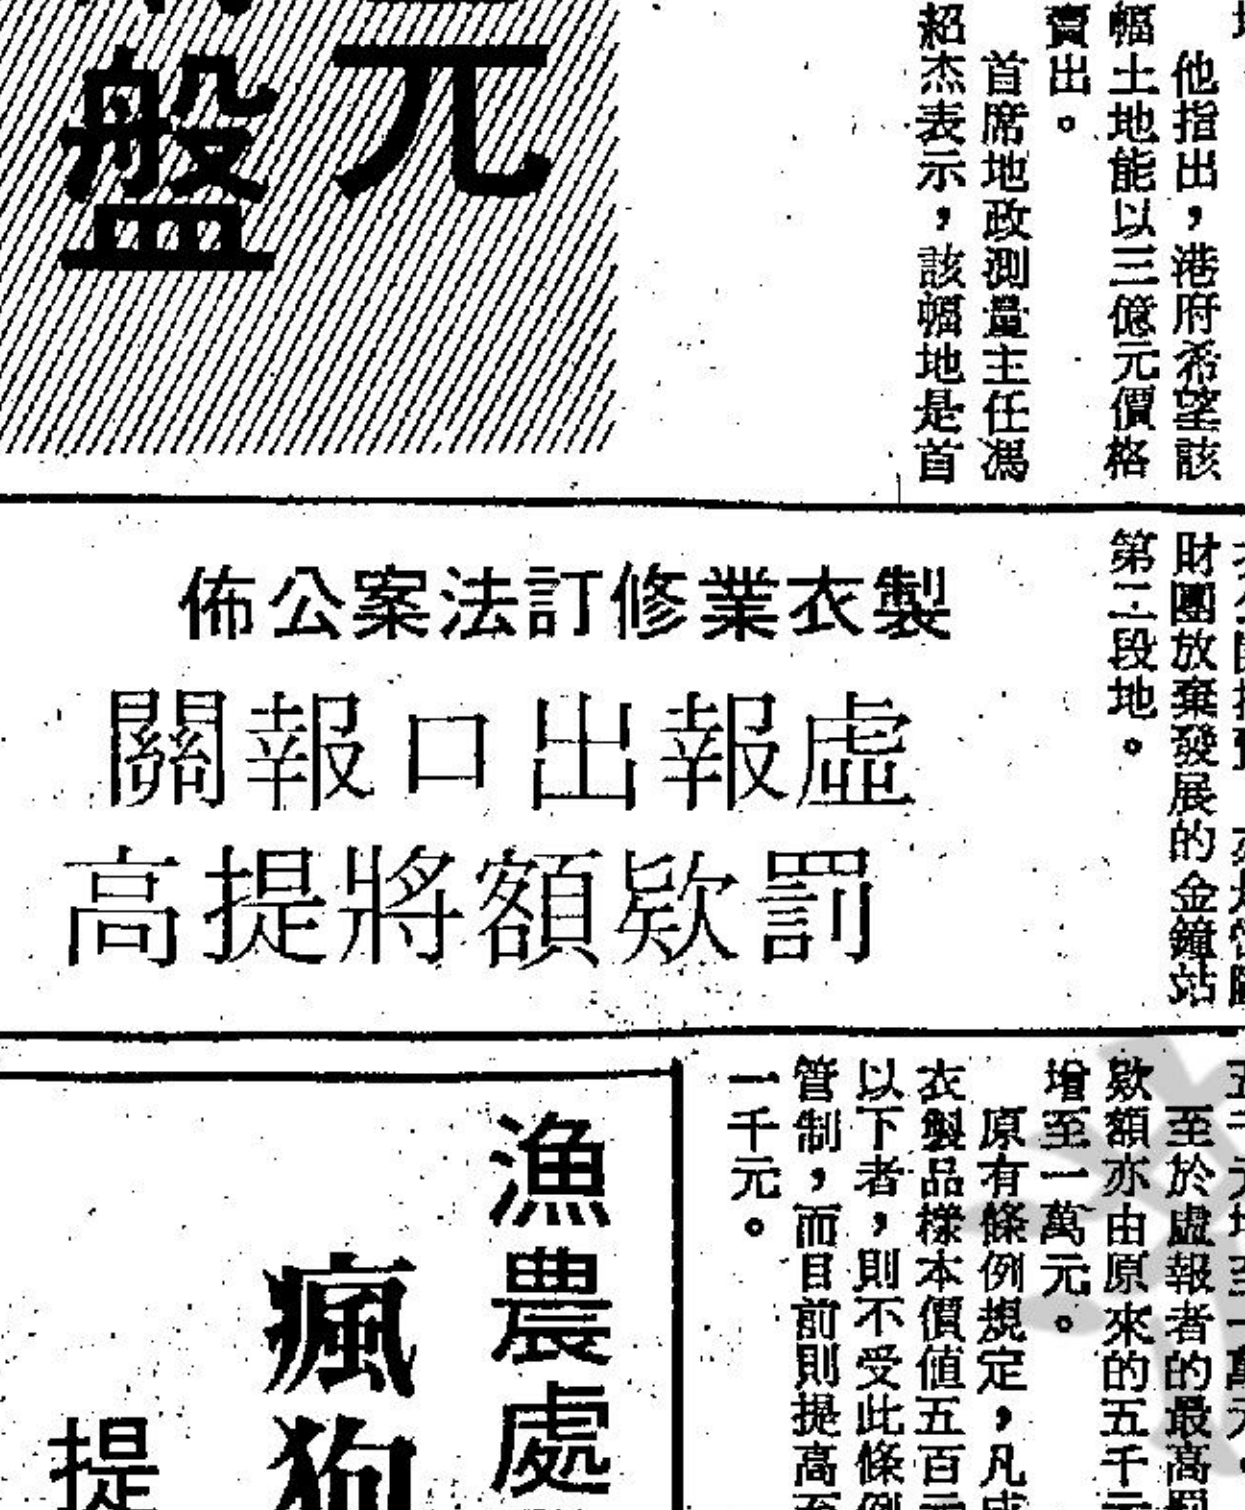 元
盤
他指出，港府希望該
幅土地能以三億元價格
賣出。
首席地政測量主任馮
紹杰表示，該幅地是首
財團放棄發展的金鐘站
第二段地。
製衣業修訂法案公佈
虛報出口報關
罰欵額將提高
至於虛報者的最高罰
欵額亦由原來的五千元
增至一萬元。
原有條例規定，凡成
衣製品樣本價值五百元
以下者，則不受此條例
管制，而目前則提高至
一千元。
漁農處
瘋狗
提